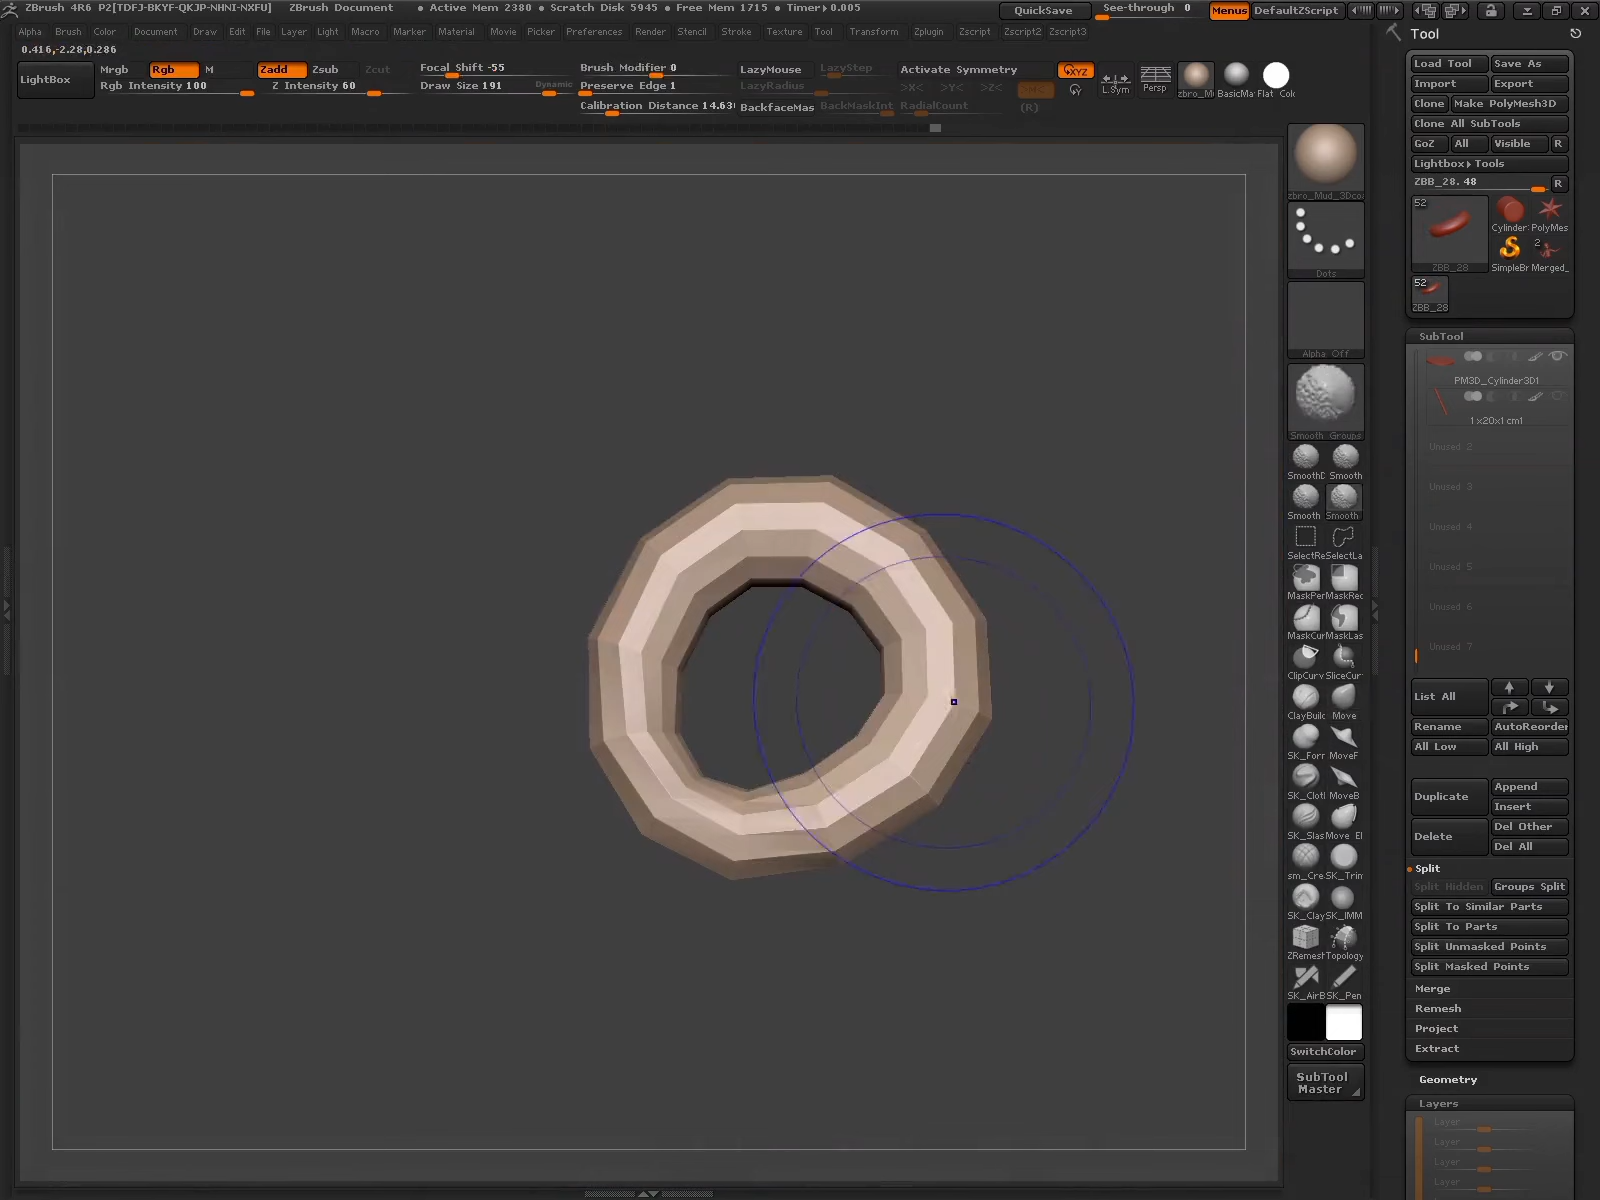 ZBrush 4R6 P2[TDFJ-BKYF-QKJP-NHNI-NXFU] ZBrush Document • Active Mem 2380 • Scratch Disk 5945 • Free Mem 1715 • Timer▸0.005 QuickSave See-through 0 Menus DefaultZScript
Alpha Brush Color Document Draw Edit File Layer Light Macro Marker Material Movie Picker Preferences Render Stencil Stroke Texture Tool Transform Zplugin Zscript Zscript2 Zscript3
0.416,-2.28,0.286
LightBox
Mrgb Rgb M Zadd Zsub Zcut
Rgb Intensity 100 Z Intensity 60
Focal Shift -55
Draw Size 191 Dynamic
Brush Modifier 0
Preserve Edge 1
Calibration Distance 14.63
LazyMouse LazyStep
LazyRadius
BackfaceMas BackMaskInt
Activate Symmetry
>X< >Y< >Z< >M<
RadialCount (R)
XYZ
Y
L.Sym
Persp
zbro_M BasicMa Flat Colo
zbro_Mud_3Dco
Dots
Alpha Off
Smooth Groups
SmoothD Smooth
Smooth Smooth
SelectRe SelectLa
MaskPen MaskRec
MaskCur MaskLas
ClipCurv SliceCur
ClayBuild Move
SK_Form MoveF
SK_Clot MoveB
SK_Slas Move El
sm_Cre SK_Trim
SK_Clay SK_IMM
ZRemesh Topology
SK_AirB SK_Pen
SwitchColor
SubTool
Master
Tool
Load Tool Save As
Import Export
Clone Make PolyMesh3D
Clone All SubTools
GoZ All Visible R
Lightbox▸Tools
ZBB_28. 48 R
52
ZBB_28
Cylinder PolyMes
2
SimpleBr Merged_
52
ZBB_28
SubTool
PM3D_Cylinder3D1
1x20x1 cm1
Unused 2
Unused 3
Unused 4
Unused 5
Unused 6
Unused 7
List All
Rename AutoReorder
All Low All High
Duplicate Append
Insert
Delete Del Other
Del All
Split
Split Hidden Groups Split
Split To Similar Parts
Split To Parts
Split Unmasked Points
Split Masked Points
Merge
Remesh
Project
Extract
Geometry
Layers
Layer
Layer
Layer
Layer